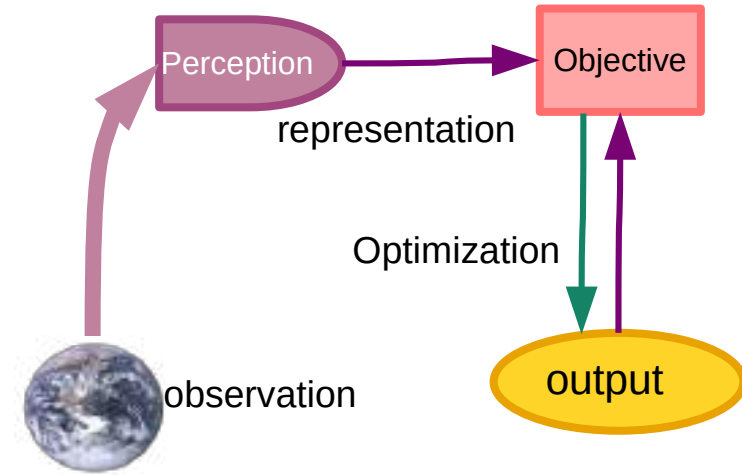 Perception
Objective
representation
Optimization
observation
output